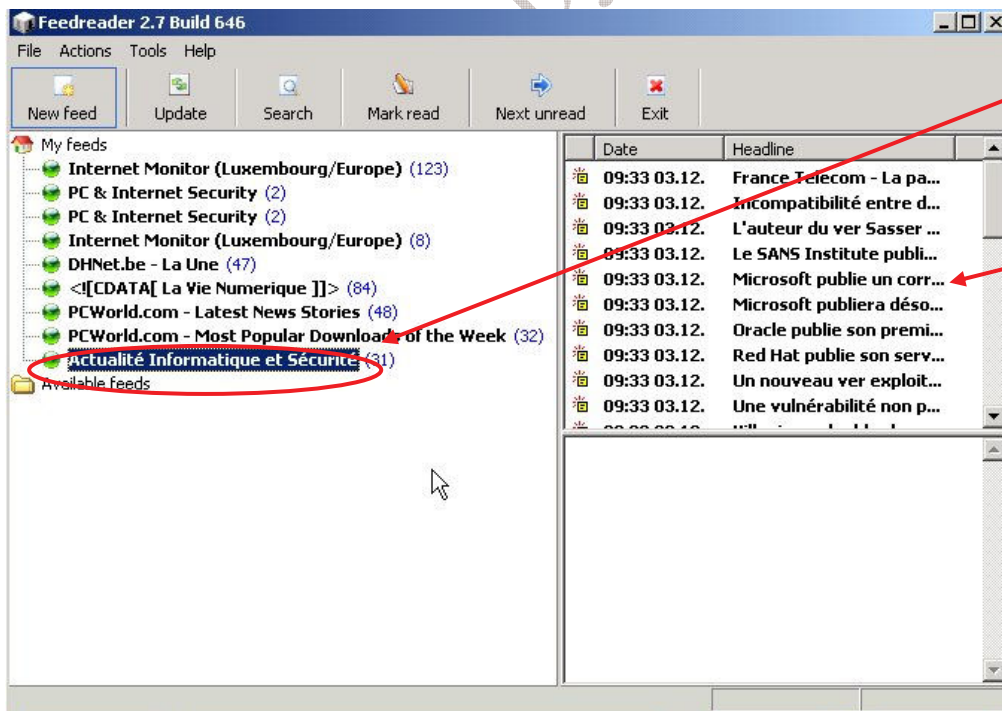 Feedreader 2.7 Build 646
File Actions Tools Help
New feed Update Search Mark read Next unread Exit
My feeds
Internet Monitor (Luxembourg/Europe) (123)
PC & Internet Security (2)
PC & Internet Security (2)
Internet Monitor (Luxembourg/Europe) (8)
DHNet.be - La Une (47)
<![CDATA[ La Vie Numerique ]]> (84)
PCWorld.com - Latest News Stories (48)
PCWorld.com - Most Popular Downloads of the Week (32)
Actualité Informatique et Sécurité (31)
Available feeds
Date Headline
09:33 03.12. France Telecom - La pa...
09:33 03.12. Incompatibilité entre d...
09:33 03.12. L'auteur du ver Sasser ...
09:33 03.12. Le SANS Institute publi...
09:33 03.12. Microsoft publie un corr...
09:33 03.12. Microsoft publiera déso...
09:33 03.12. Oracle publie son premi...
09:33 03.12. Red Hat publie son serv...
09:33 03.12. Un nouveau ver exploit...
09:33 03.12. Une vulnérabilité non p...